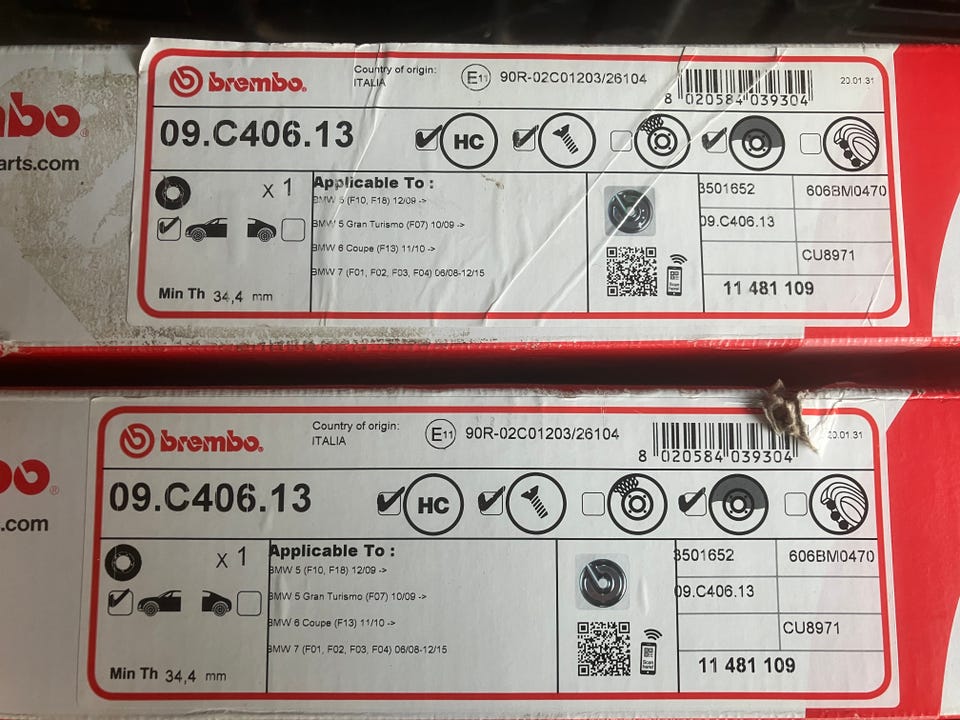 bo
arts.com
brembo.
Country of origin:
ITALIA
E11 90R-02C01203/26104
8 020584 039304
20.01.31
09.C406.13
HC
x 1
Min Th 34,4 mm
Applicable To :
BMW 5 (F10, F18) 12/09 ->
BMW 5 Gran Turismo (F07) 10/09 ->
BMW 6 Coupe (F13) 11/10 ->
BMW 7 (F01, F02, F03, F04) 06/08-12/15
3501652 606BM0470
09.C406.13
CU8971
11 481 109
o
.com
brembo.
Country of origin:
ITALIA
E11 90R-02C01203/26104
8 020584 039304
20.01.31
09.C406.13
HC
x 1
Min Th 34,4 mm
Applicable To :
BMW 5 (F10, F18) 12/09 ->
BMW 5 Gran Turismo (F07) 10/09 ->
BMW 6 Coupe (F13) 11/10 ->
BMW 7 (F01, F02, F03, F04) 06/08-12/15
3501652 606BM0470
09.C406.13
CU8971
11 481 109